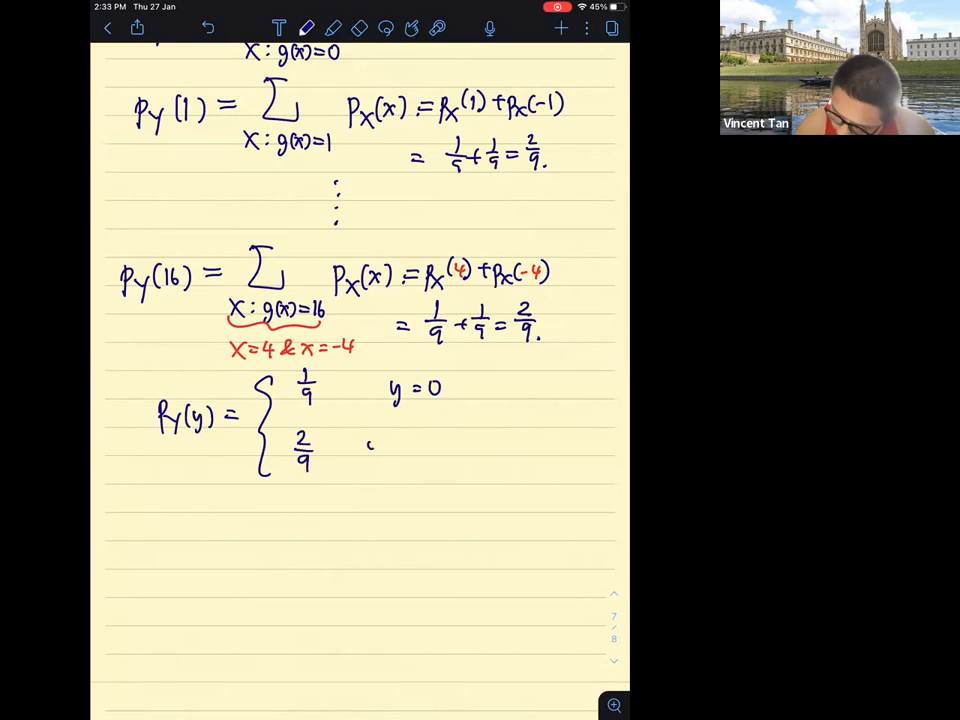 2:33 PM Thu 27 Jan
45%
X : g(x)=0
p_Y(1) = ∑ p_X(x) = p_X(1) + p_X(-1)
X : g(x)=1
= 1/9 + 1/9 = 2/9.
⋮
p_Y(16) = ∑ p_X(x) = p_X(4) + p_X(-4)
X : g(x)=16
= 1/9 + 1/9 = 2/9.
X=4 & x=-4
p_Y(y) = { 1/9 y = 0
2/9
7
/
8
Vincent Tan